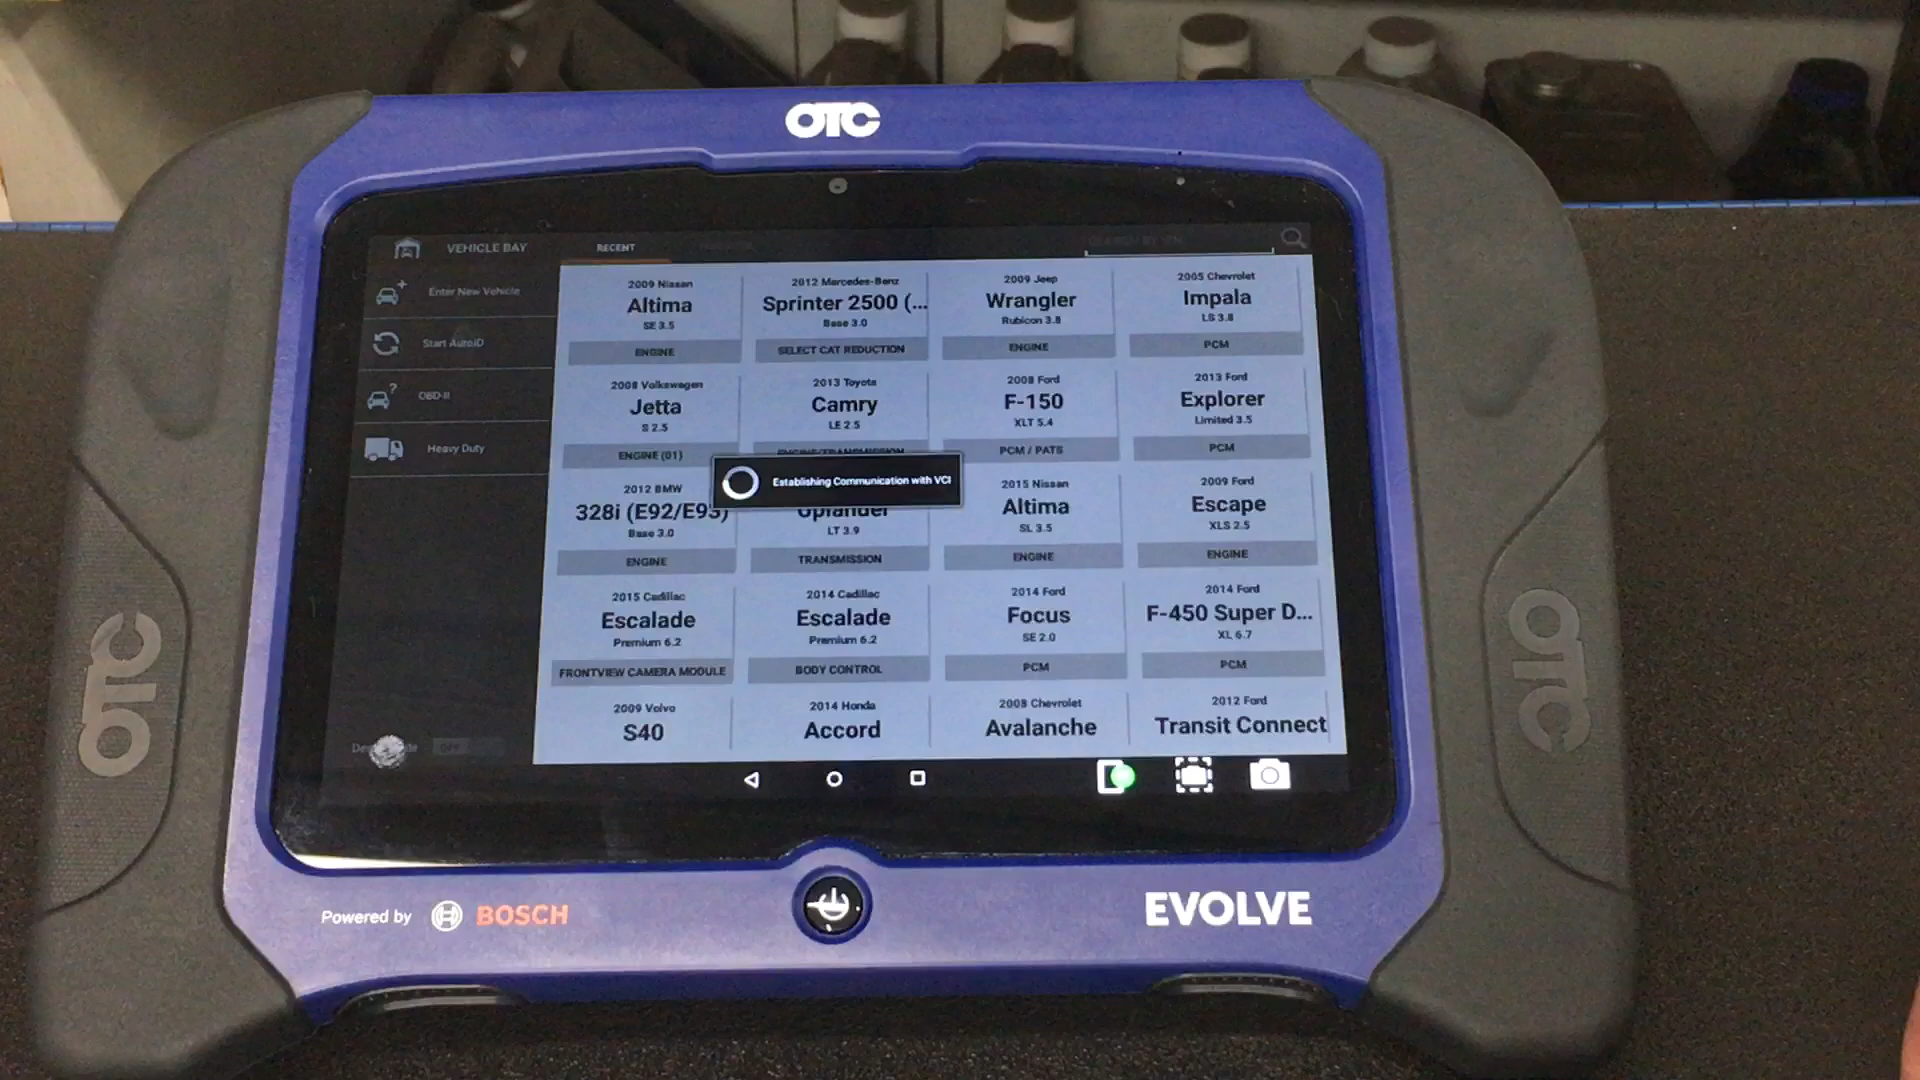 OTC
VEHICLE BAY
RECENT
Enter New Vehicle
Start AutoID
OBD-II
Heavy Duty
2009 Nissan
Altima
SE 3.5
ENGINE
2012 Mercedes-Benz
Sprinter 2500 (...
Base 3.0
SELECT CAT REDUCTION
2009 Jeep
Wrangler
Rubicon 3.8
ENGINE
2005 Chevrolet
Impala
LS 3.8
PCM
2008 Volkswagen
Jetta
S 2.5
ENGINE (01)
2013 Toyota
Camry
LE 2.5
ENGINE/TRANSMISSION
2008 Ford
F-150
XLT 5.4
PCM / PATS
2013 Ford
Explorer
Limited 3.5
PCM
Establishing Communication with VCI
2012 BMW
328i (E92/E93)
Base 3.0
ENGINE
Uplander
LT 3.9
TRANSMISSION
2015 Nissan
Altima
SL 3.5
ENGINE
2009 Ford
Escape
XLS 2.5
ENGINE
2015 Cadillac
Escalade
Premium 6.2
FRONTVIEW CAMERA MODULE
2014 Cadillac
Escalade
Premium 6.2
BODY CONTROL
2014 Ford
Focus
SE 2.0
PCM
2014 Ford
F-450 Super D...
XL 6.7
PCM
2009 Volvo
S40
2014 Honda
Accord
2008 Chevrolet
Avalanche
2012 Ford
Transit Connect
OFF
OTC
OTC
Powered by BOSCH
EVOLVE